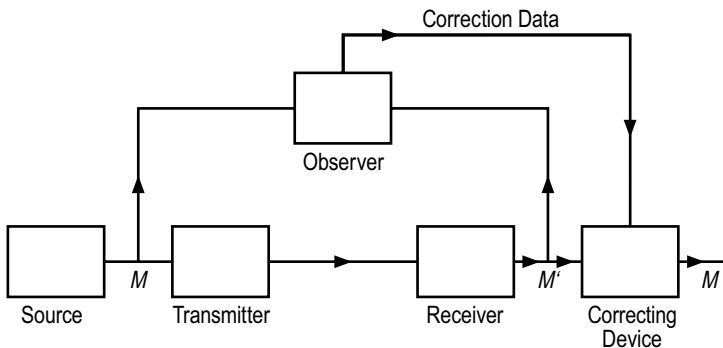 Correction Data
Observer
M
M'
M
Source
Transmitter
Receiver
Correcting
Device